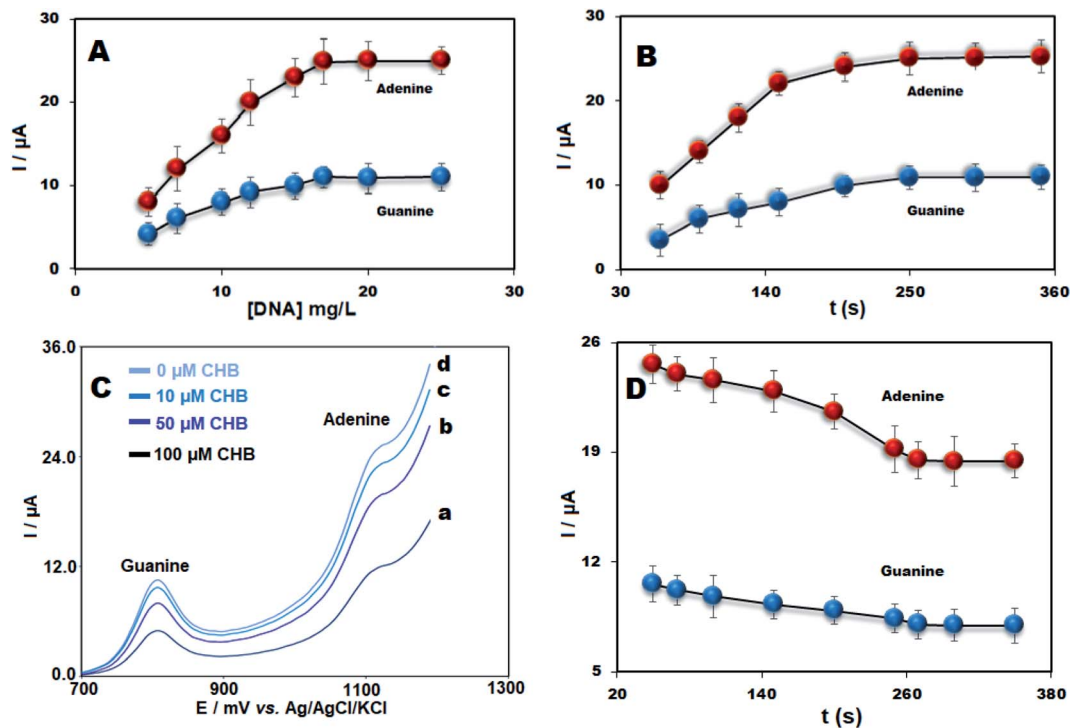 A
30
20
10
0
I / µA
Adenine
Guanine
0
10
20
30
[DNA] mg/L
B
30
20
10
0
I / µA
Adenine
Guanine
30
140
250
360
t (s)
C
36.0
24.0
12.0
0.0
I / µA
0 µM CHB
10 µM CHB
50 µM CHB
100 µM CHB
Guanine
Adenine
d
c
b
a
700
900
1100
1300
E / mV vs. Ag/AgCl/KCl
D
26
19
12
5
I / µA
Adenine
Guanine
20
140
260
380
t (s)